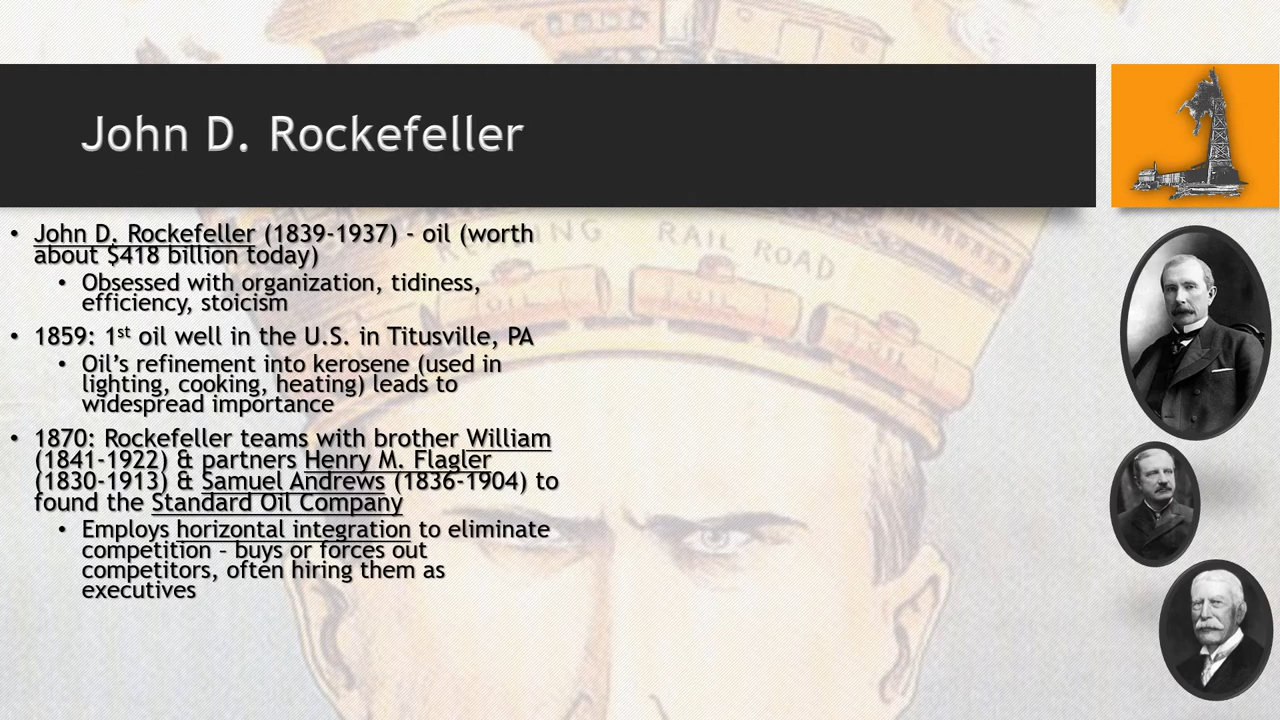 John D. Rockefeller
• John D. Rockefeller (1839-1937) - oil (worth
about $418 billion today)
• Obsessed with organization, tidiness,
efficiency, stoicism
• 1859: 1st oil well in the U.S. in Titusville, PA
• Oil’s refinement into kerosene (used in
lighting, cooking, heating) leads to
widespread importance
• 1870: Rockefeller teams with brother William
(1841-1922) & partners Henry M. Flagler
(1830-1913) & Samuel Andrews (1836-1904) to
found the Standard Oil Company
• Employs horizontal integration to eliminate
competition – buys or forces out
competitors, often hiring them as
executives
RAIL ROAD
OIL
OIL